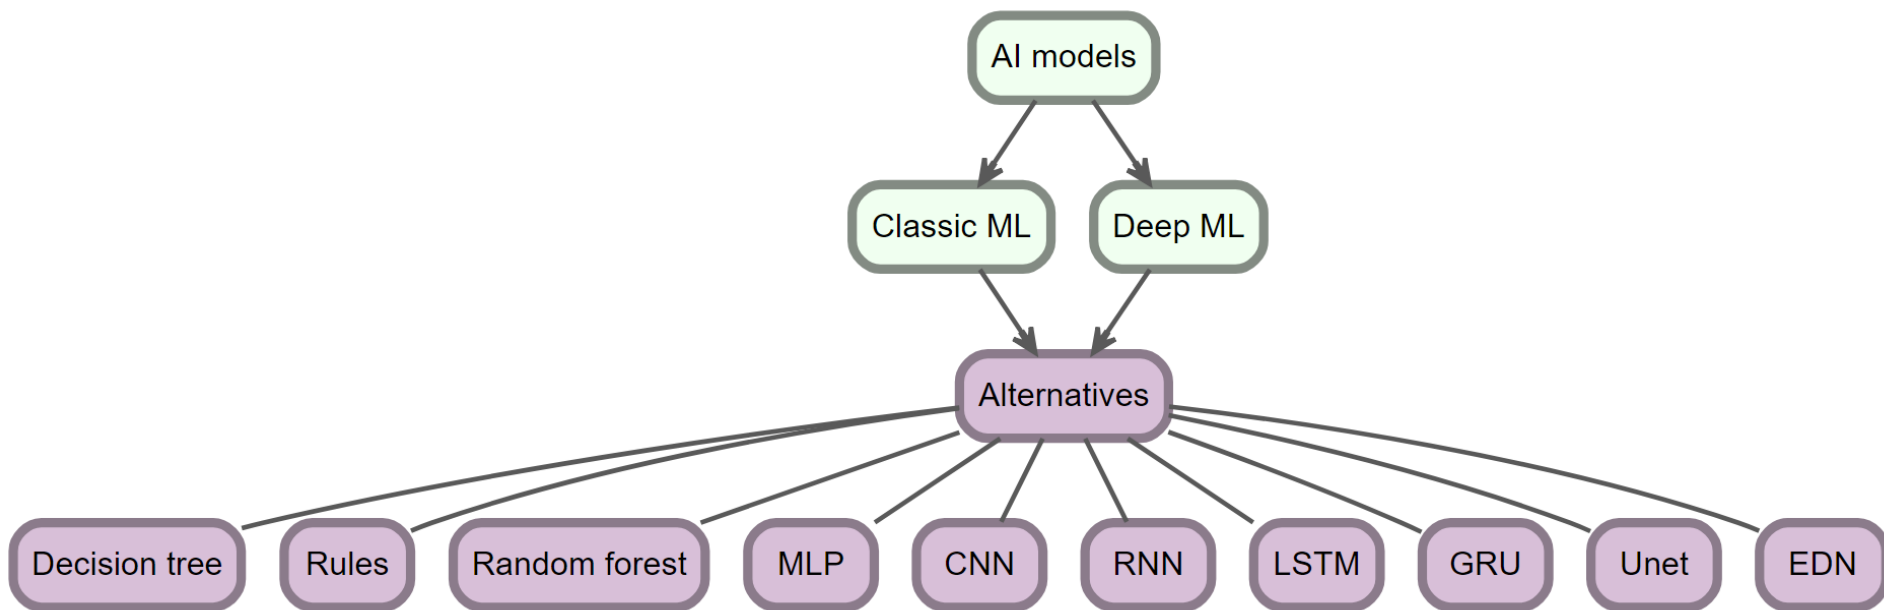 AI models
Classic ML
Deep ML
Alternatives
Decision tree
Rules
Random forest
MLP
CNN
RNN
LSTM
GRU
Unet
EDN